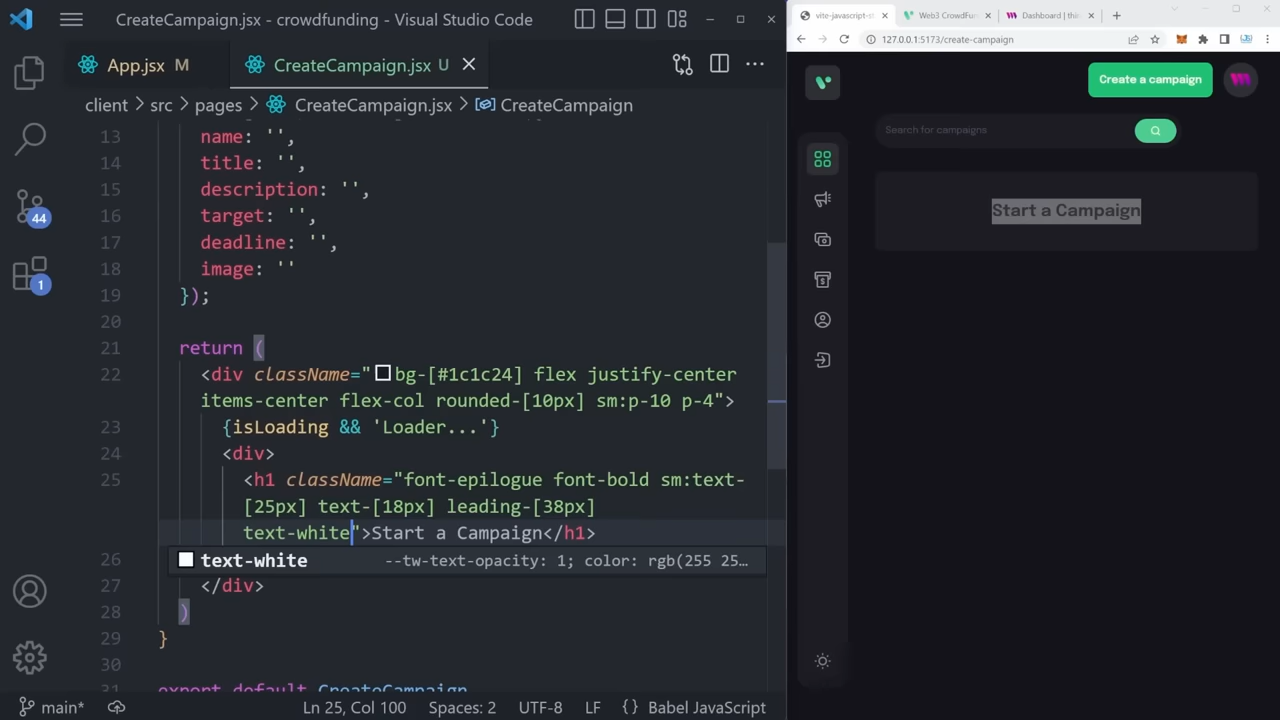 CreateCampaign.jsx - crowdfunding - Visual Studio Code
App.jsx M
CreateCampaign.jsx U
client > src > pages > CreateCampaign.jsx > CreateCampaign
13 name: '',
14 title: '',
15 description: '',
16 target: '',
17 deadline: '',
18 image: ''
19 });
20
21 return (
22 <div className="bg-[#1c1c24] flex justify-center
items-center flex-col rounded-[10px] sm:p-10 p-4">
23 {isLoading && 'Loader...'}
24 <div>
25 <h1 className="font-epilogue font-bold sm:text-
[25px] text-[18px] leading-[38px]
text-white">Start a Campaign</h1>
text-white --tw-text-opacity: 1; color: rgb(255 25…
26
27 </div>
28 )
29 }
30
31 export default CreateCampaign
44
1
main* Ln 25, Col 100 Spaces: 2 UTF-8 LF {} Babel JavaScript
vite-javascript-st
Web3 CrowdFun
Dashboard | thir
127.0.0.1:5173/create-campaign
Create a campaign
Search for campaigns
Start a Campaign